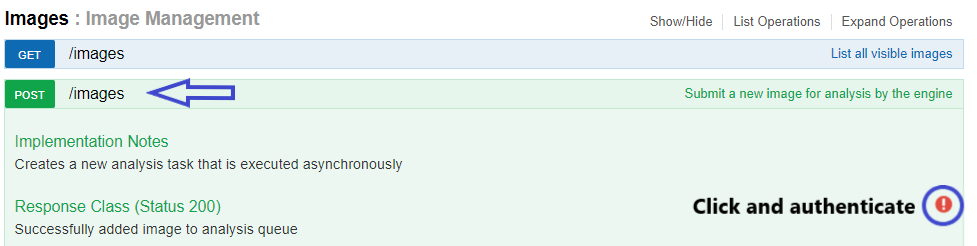 Images : Image Management
Show/Hide List Operations Expand Operations
GET /images List all visible images
POST /images Submit a new image for analysis by the engine
Implementation Notes
Creates a new analysis task that is executed asynchronously
Response Class (Status 200)
Click and authenticate
Successfully added image to analysis queue